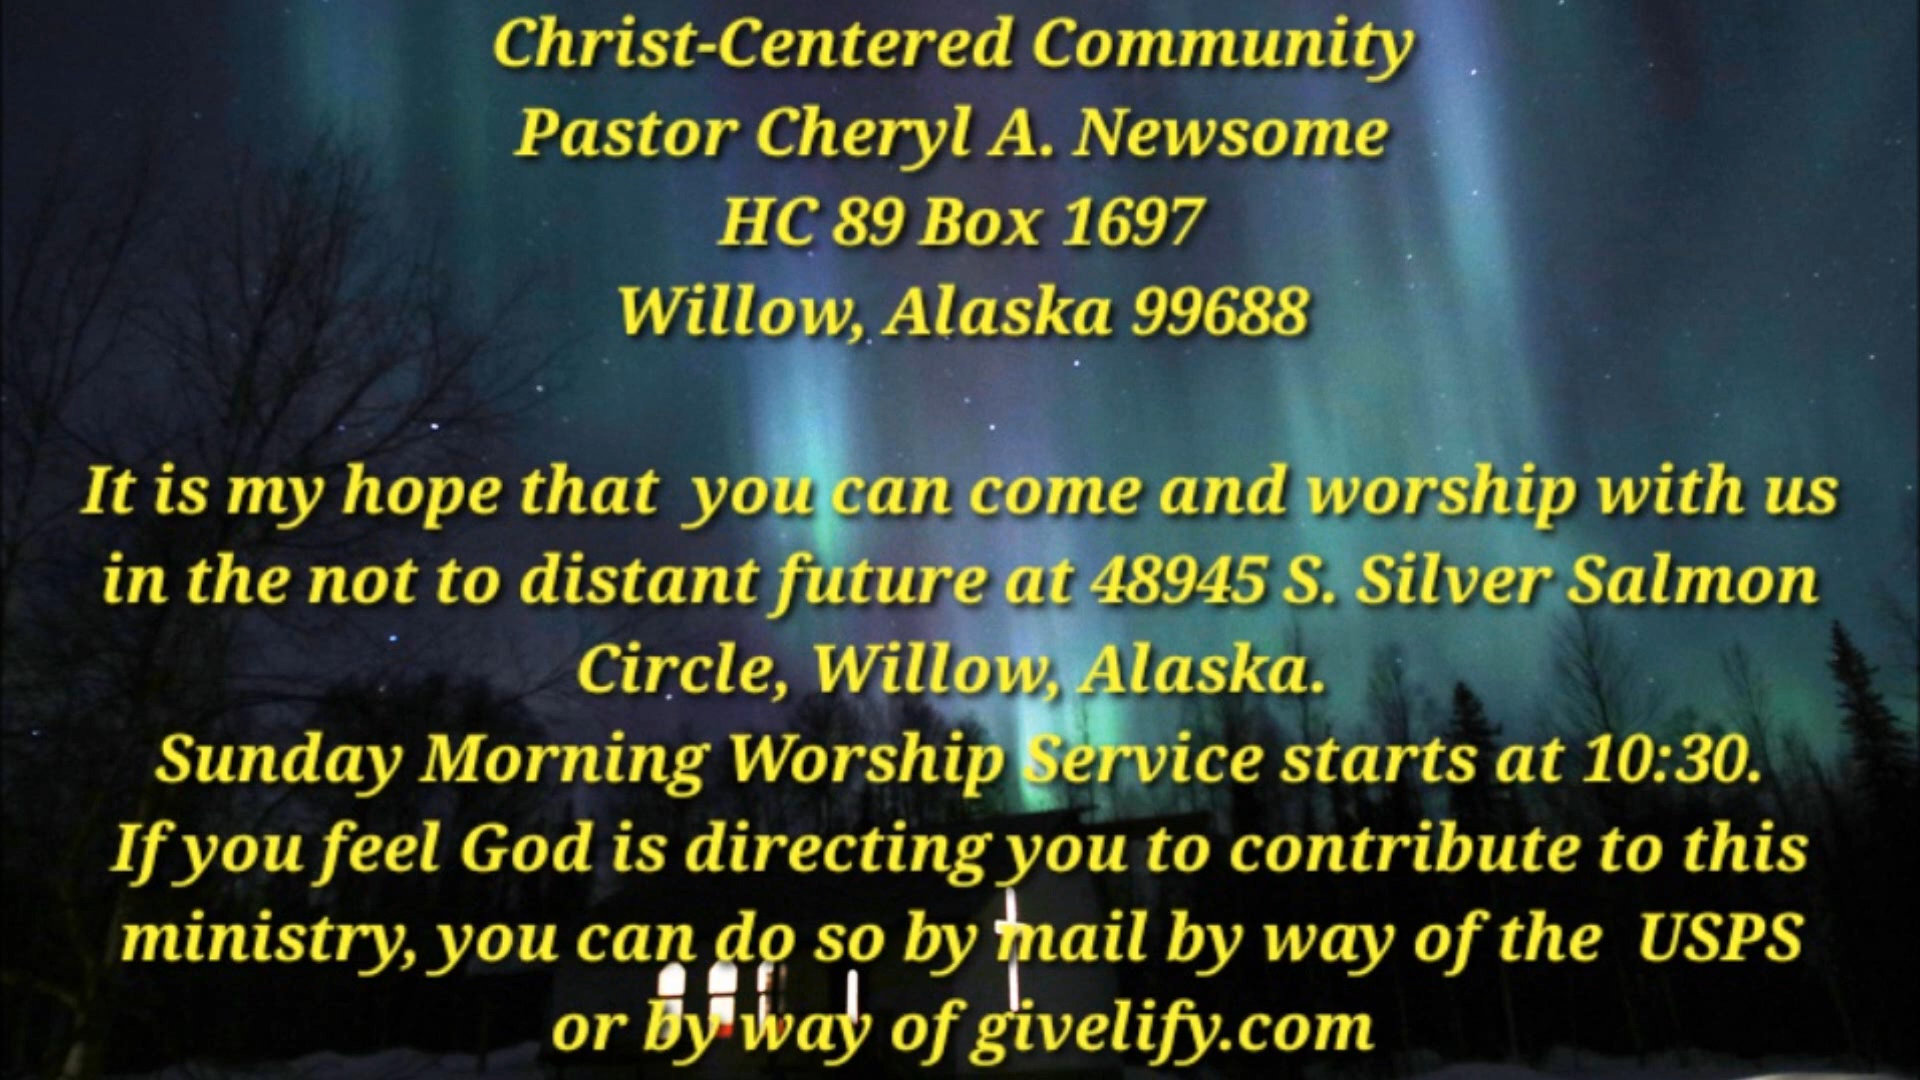 Christ-Centered Community
Pastor Cheryl A. Newsome
HC 89 Box 1697
Willow, Alaska 99688
It is my hope that  you can come and worship with us
in the not to distant future at 48945 S. Silver Salmon
Circle, Willow, Alaska.
Sunday Morning Worship Service starts at 10:30.
If you feel God is directing you to contribute to this
ministry, you can do so by mail by way of the  USPS
or by way of givelify.com